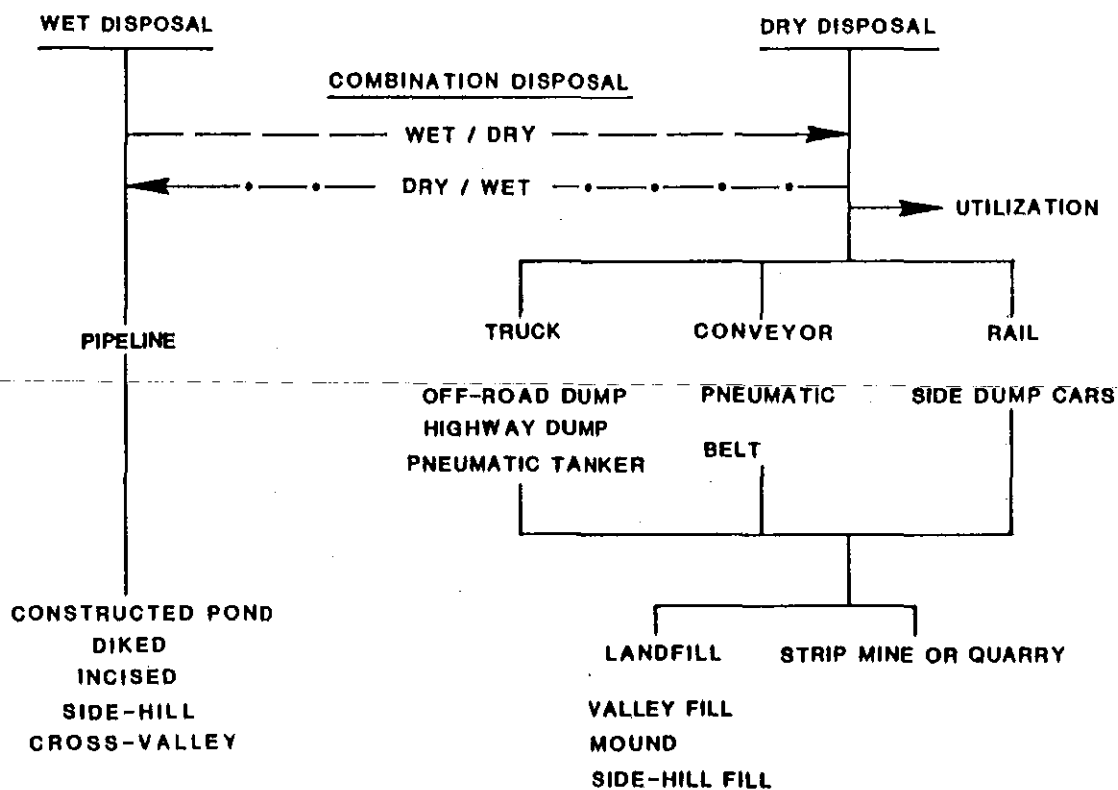 WET DISPOSAL
DRY DISPOSAL
COMBINATION DISPOSAL
WET / DRY
DRY / WET
UTILIZATION
PIPELINE
TRUCK
CONVEYOR
RAIL
OFF-ROAD DUMP
HIGHWAY DUMP
PNEUMATIC TANKER
PNEUMATIC
BELT
SIDE DUMP CARS
CONSTRUCTED POND
DIKED
INCISED
SIDE-HILL
CROSS-VALLEY
LANDFILL
STRIP MINE OR QUARRY
VALLEY FILL
MOUND
SIDE-HILL FILL